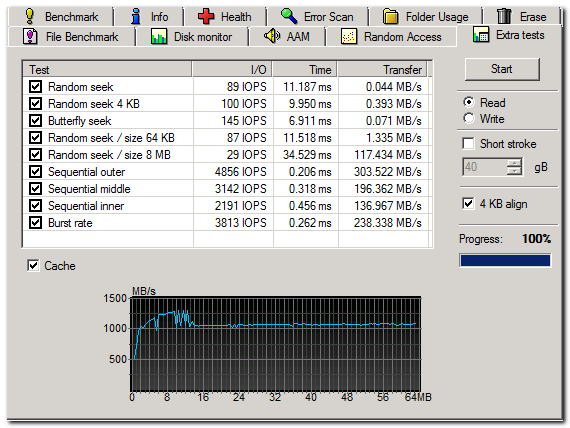 Benchmark Info Health Error Scan Folder Usage Erase
File Benchmark Disk monitor AAM Random Access Extra tests
Test I/O Time Transfer
Random seek 89 IOPS 11.187 ms 0.044 MB/s
Random seek 4 KB 100 IOPS 9.950 ms 0.393 MB/s
Butterfly seek 145 IOPS 6.911 ms 0.071 MB/s
Random seek / size 64 KB 87 IOPS 11.518 ms 1.335 MB/s
Random seek / size 8 MB 29 IOPS 34.529 ms 117.434 MB/s
Sequential outer 4856 IOPS 0.206 ms 303.522 MB/s
Sequential middle 3142 IOPS 0.318 ms 196.362 MB/s
Sequential inner 2191 IOPS 0.456 ms 136.967 MB/s
Burst rate 3813 IOPS 0.262 ms 238.338 MB/s
Start
Read
Write
Short stroke
40 gB
4 KB align
Progress: 100%
Cache
MB/s
1500
1000
500
0 8 16 24 32 40 48 56 64MB